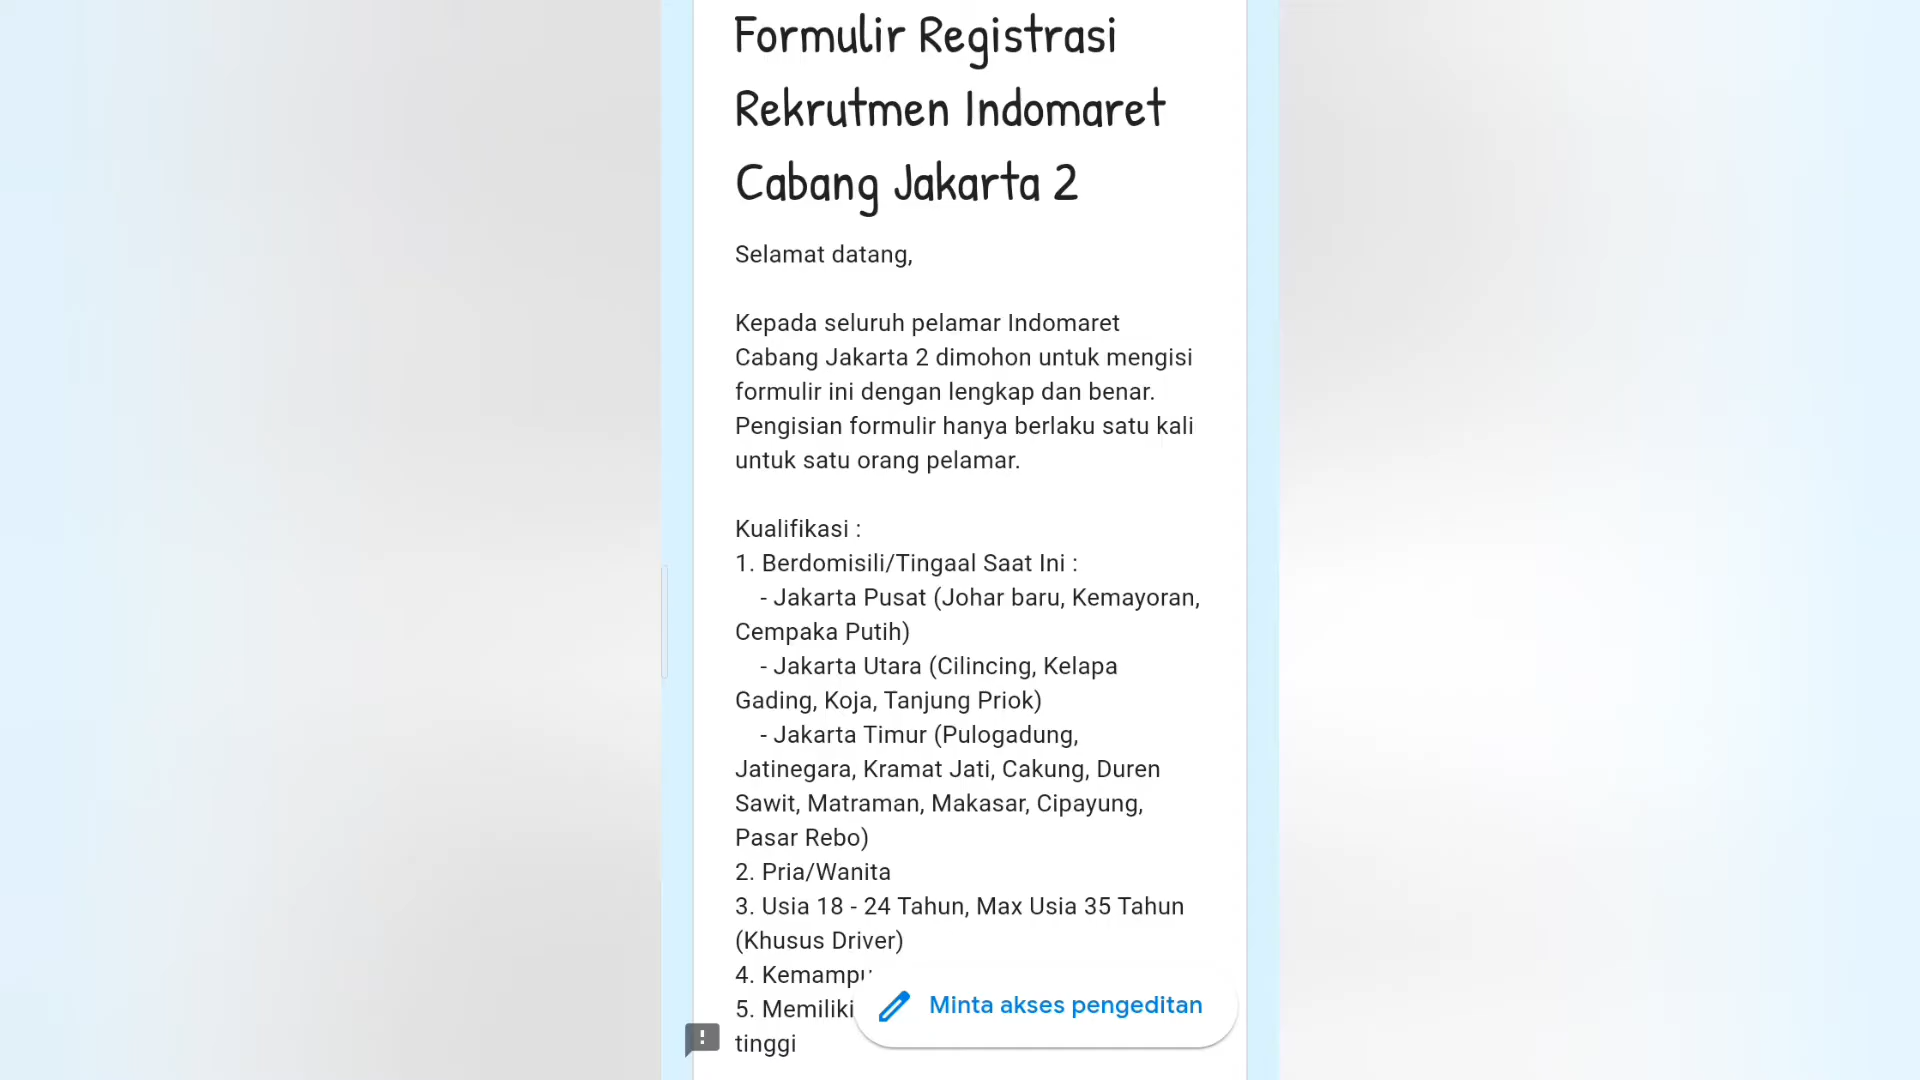 Formulir Registrasi
Rekrutmen Indomaret
Cabang Jakarta 2
Selamat datang,
Kepada seluruh pelamar Indomaret
Cabang Jakarta 2 dimohon untuk mengisi
formulir ini dengan lengkap dan benar.
Pengisian formulir hanya berlaku satu kali
untuk satu orang pelamar.
Kualifikasi :
1. Berdomisili/Tingaal Saat Ini :
- Jakarta Pusat (Johar baru, Kemayoran,
Cempaka Putih)
- Jakarta Utara (Cilincing, Kelapa
Gading, Koja, Tanjung Priok)
- Jakarta Timur (Pulogadung,
Jatinegara, Kramat Jati, Cakung, Duren
Sawit, Matraman, Makasar, Cipayung,
Pasar Rebo)
2. Pria/Wanita
3. Usia 18 - 24 Tahun, Max Usia 35 Tahun
(Khusus Driver)
4.
5. Memiliki
tinggi
Minta akses pengeditan